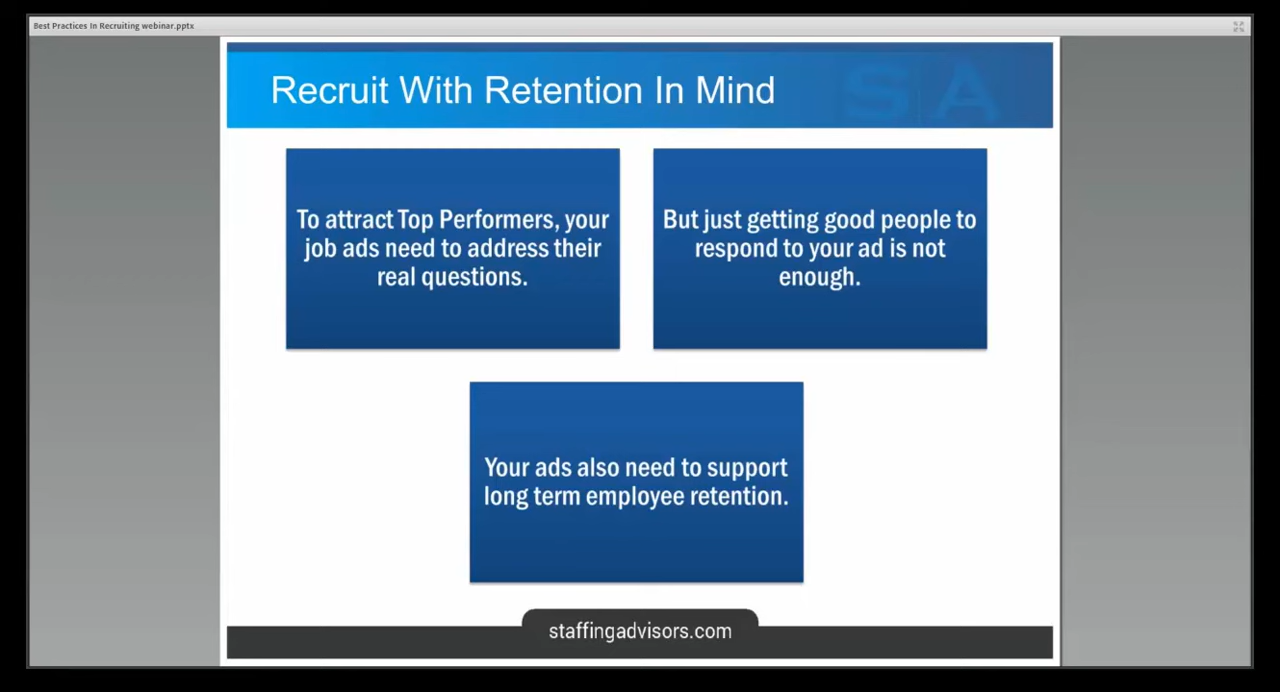 Best Practices In Recruiting webinar.pptx
Recruit With Retention In Mind
S A
To attract Top Performers, your
job ads need to address their
real questions.
But just getting good people to
respond to your ad is not
enough.
Your ads also need to support
long term employee retention.
staffingadvisors.com